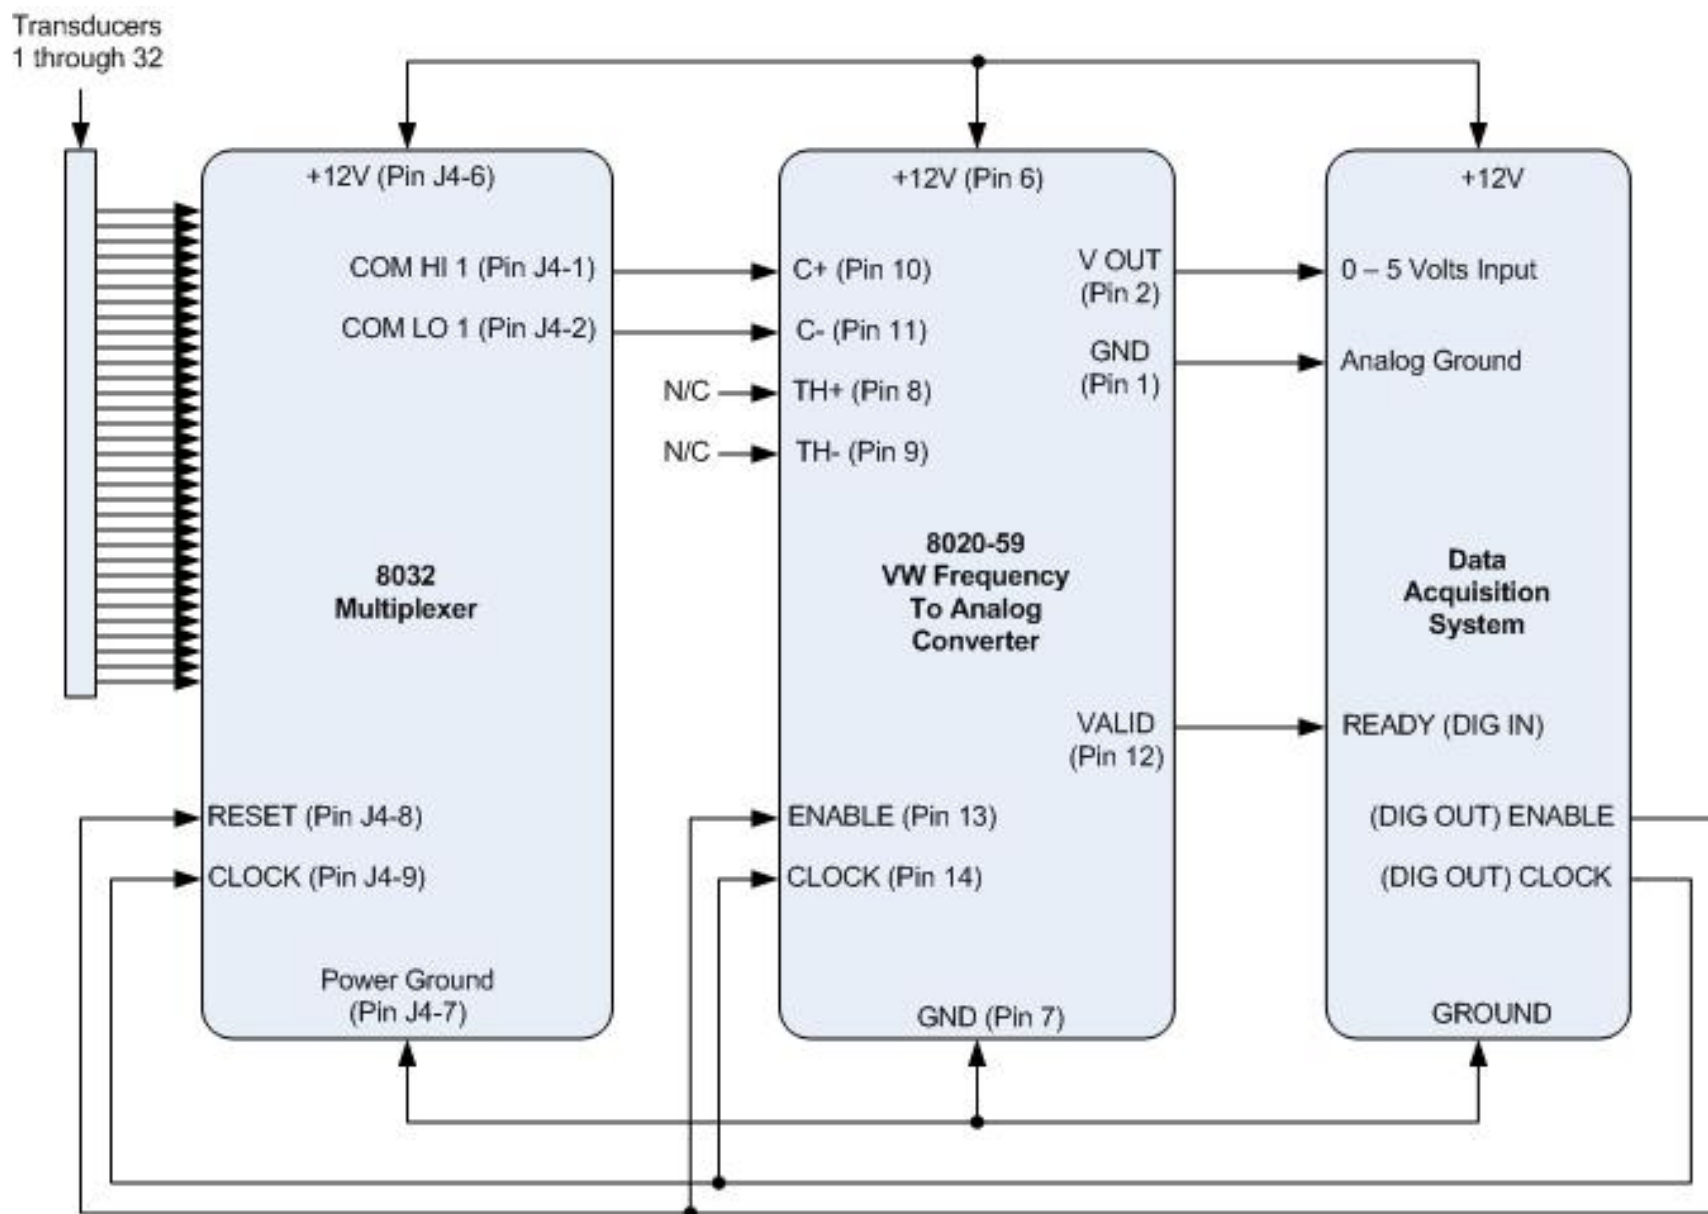 Transducers
1 through 32
+12V (Pin J4-6)
COM HI 1 (Pin J4-1)
COM LO 1 (Pin J4-2)
8032
Multiplexer
RESET (Pin J4-8)
CLOCK (Pin J4-9)
Power Ground
(Pin J4-7)
N/C
N/C
+12V (Pin 6)
C+ (Pin 10)
C- (Pin 11)
TH+ (Pin 8)
TH- (Pin 9)
V OUT
(Pin 2)
GND
(Pin 1)
8020-59
VW Frequency
To Analog
Converter
VALID
(Pin 12)
ENABLE (Pin 13)
CLOCK (Pin 14)
GND (Pin 7)
+12V
0 – 5 Volts Input
Analog Ground
Data
Acquisition
System
READY (DIG IN)
(DIG OUT) ENABLE
(DIG OUT) CLOCK
GROUND